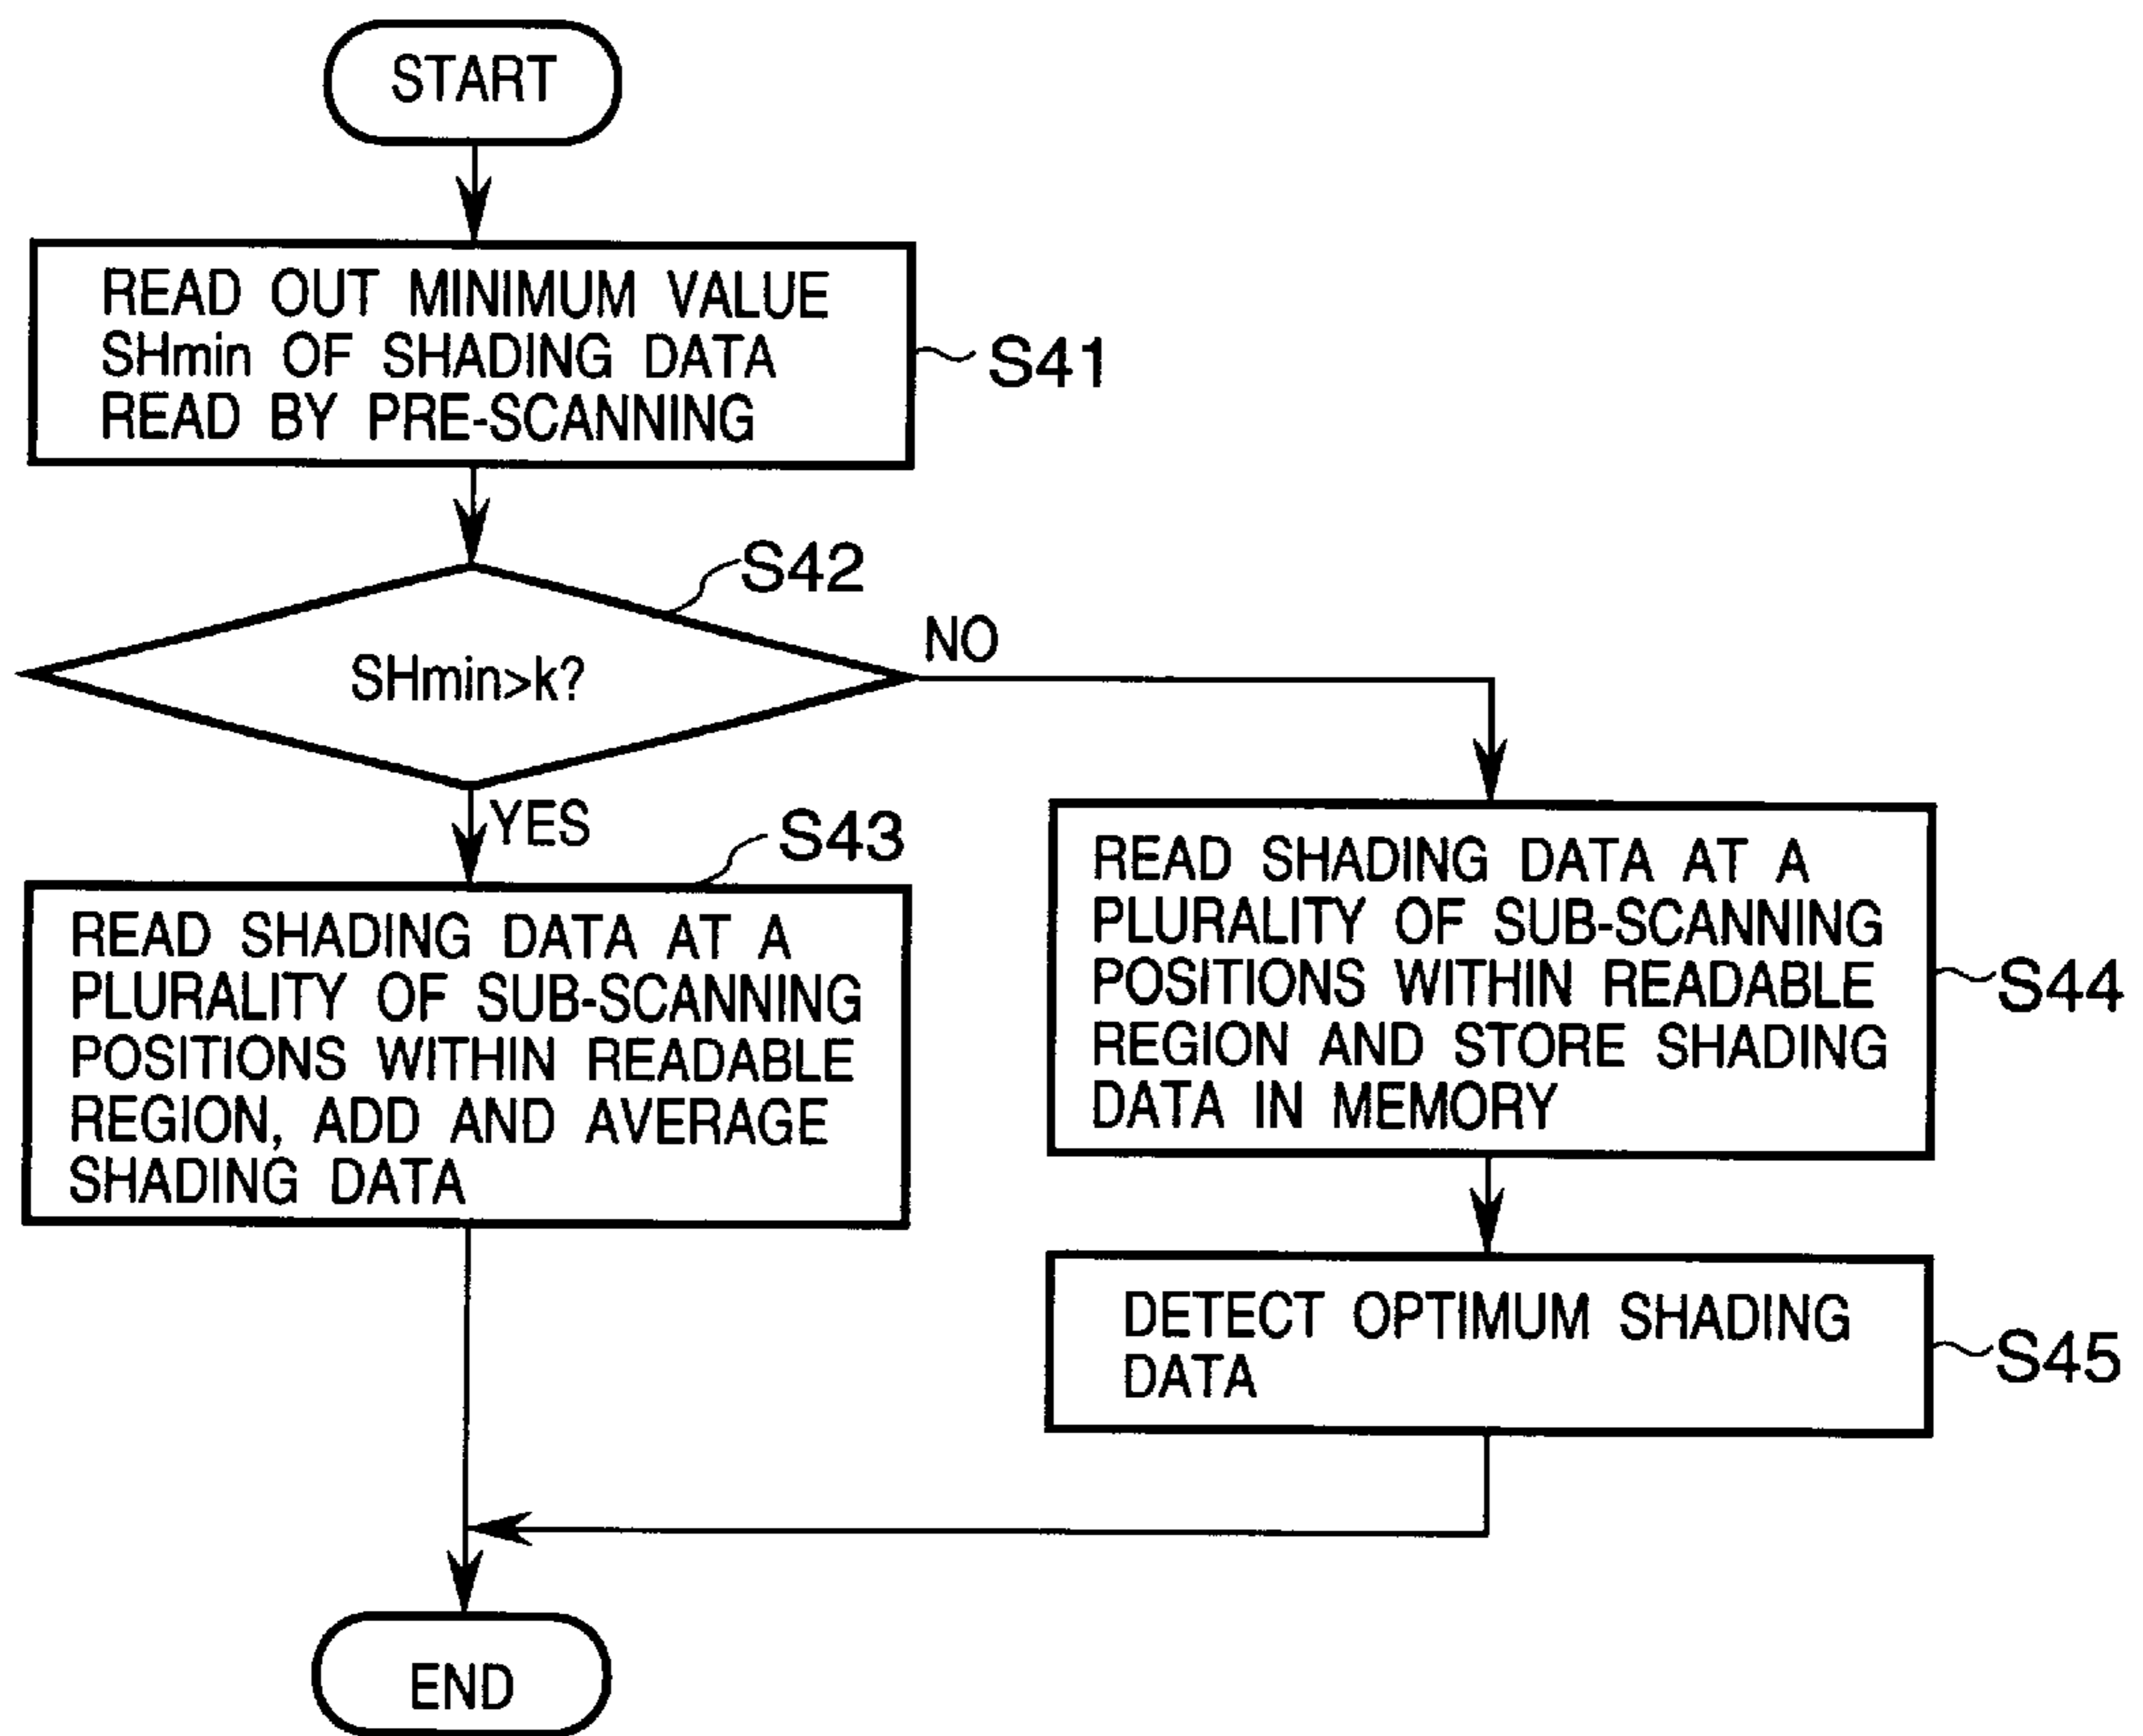 START
READ OUT MINIMUM VALUE
SHmin OF SHADING DATA
READ BY PRE-SCANNING
S41
S42
SHmin>k?
NO
YES
S43
READ SHADING DATA AT A
PLURALITY OF SUB-SCANNING
POSITIONS WITHIN READABLE
REGION, ADD AND AVERAGE
SHADING DATA
READ SHADING DATA AT A
PLURALITY OF SUB-SCANNING
POSITIONS WITHIN READABLE
REGION AND STORE SHADING
DATA IN MEMORY
S44
DETECT OPTIMUM SHADING
DATA
S45
END